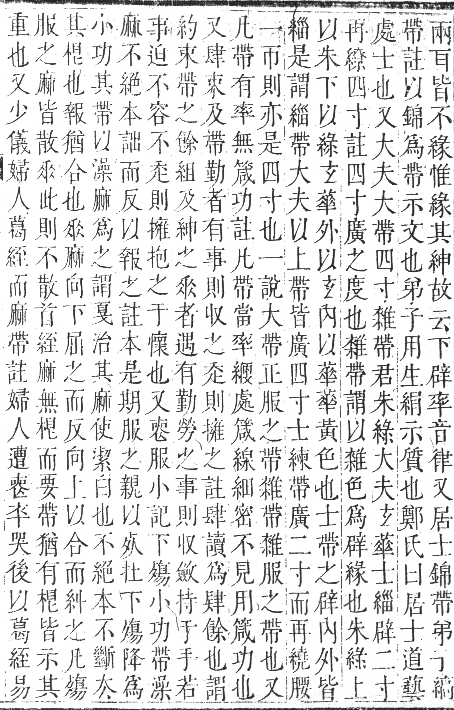 兩耳皆不緣惟緣其紳故云下辟率音律又居士錦帶弟子縞
帶註以錦爲帶示文也弟子用生絹示質也鄭氏曰居士道藝
處士也又大夫大帶四寸雜帶君朱綠大夫玄華士緇辟二寸
再繚四寸註四寸廣之度也雜帶謂以雜色爲辟緣也朱綠上
以朱下以綠玄華外以玄內以華華黃色也士帶之辟內外皆
緇是謂緇帶大夫以上帶皆廣四寸士練帶廣二寸而再繞腰
一帀則亦是四寸也一說大帶正服之帶雜帶雜服之帶也又
凡帶有率無箴功註凡帶當率緶處箴線細密不見用箴功也
又肆束及帶勤者有事則收之走則擁之註肆讀爲肄餘也謂
約束帶之餘組及紳之垂者遇有勤勞之事則收斂持于手若
事迫不容不走則擁抱之于懷也又喪服小記下殤小功帶澡
麻不絕本詘而反以報之註本是期服之親以死在下殤降爲
小功其帶以澡麻爲之謂戛治其麻使潔白也不絕本不斷去
其根也報猶合也垂麻向下屈之而反向上以合而糾之凡殤
服之麻皆散垂此則不散首絰麻無根而要帶猶有根皆示其
重也又少儀婦人葛絰而麻帶註婦人遭喪卒哭後以葛絰易